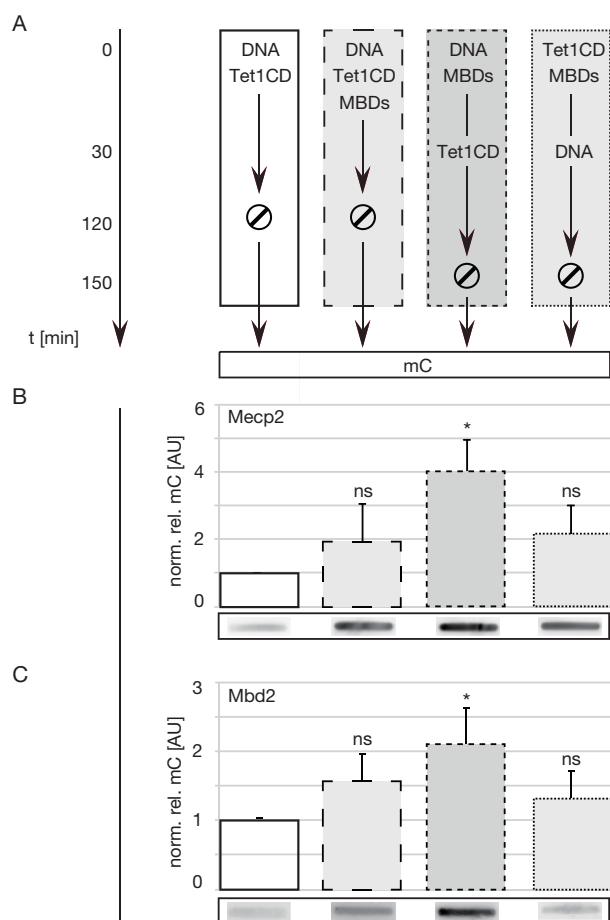 A
0
30
120
150
t [min]
DNA
Tet1CD
DNA
Tet1CD
MBDs
DNA
MBDs
Tet1CD
Tet1CD
MBDs
DNA
mC
B
norm. rel. mC [AU]
6
4
2
0
Mecp2
ns
*
ns
C
norm. rel. mC [AU]
3
2
1
0
Mbd2
ns
*
ns